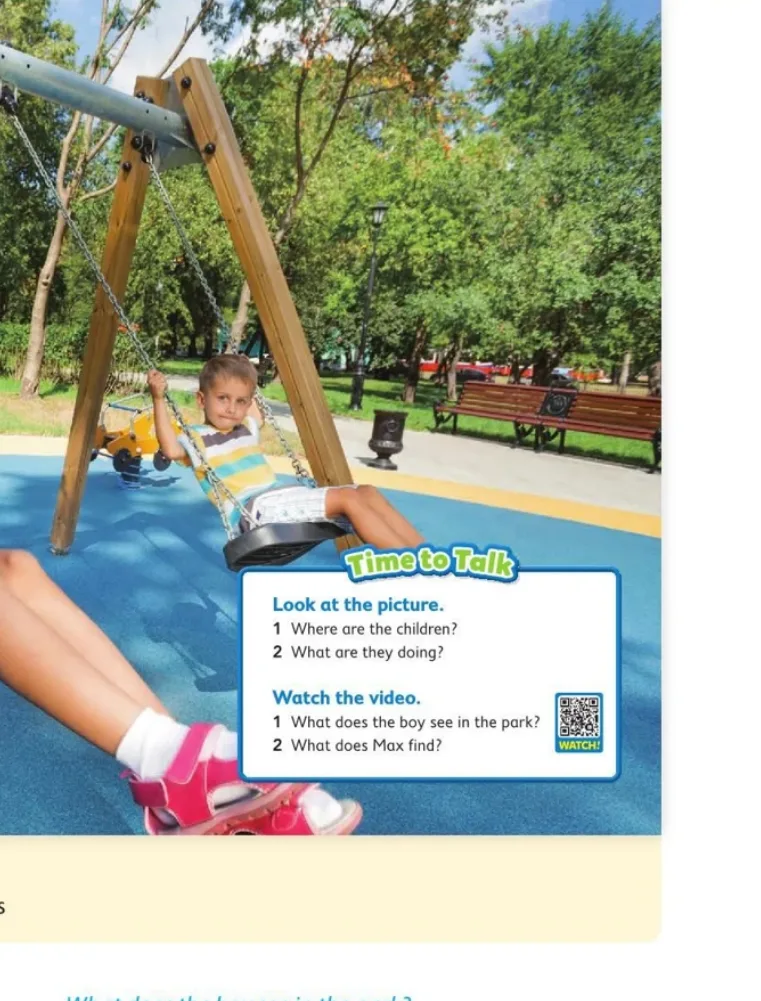 Time to Talk
Look at the picture.
1 Where are the children?
2 What are they doing?
Watch the video.
1 What does the boy see in the park?
2 What does Max find?
WATCH!
s